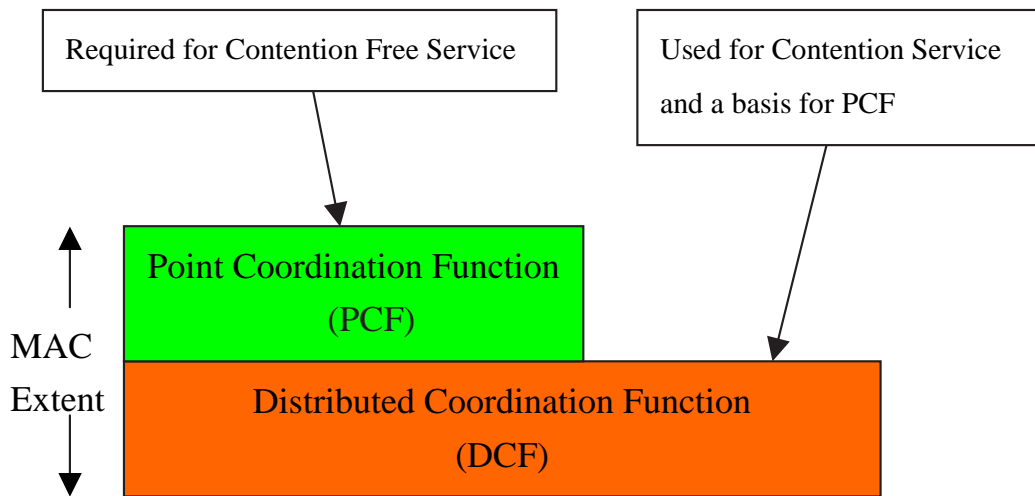 Required for Contention Free Service
Used for Contention Service
and a basis for PCF
Point Coordination Function
(PCF)
MAC
Extent
Distributed Coordination Function
(DCF)